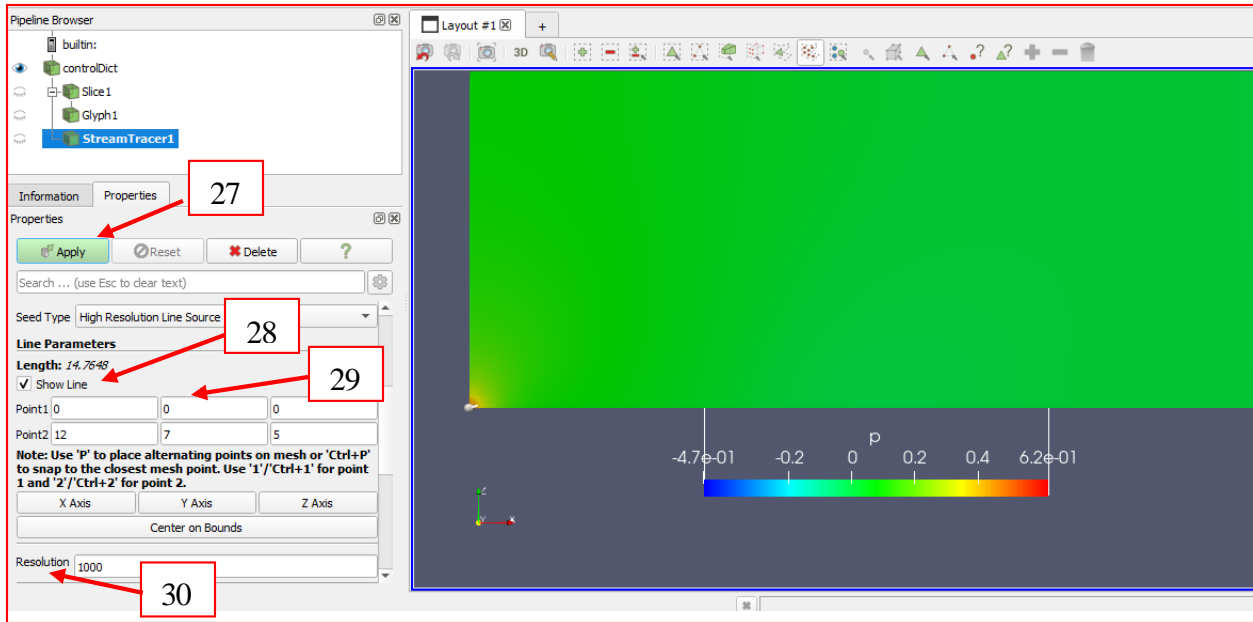 Pipeline Browser
builtin:
controlDict
Slice1
Glyph1
StreamTracer1
Information Properties
27
Properties
Apply Reset Delete ?
Search ... (use Esc to clear text)
Seed Type High Resolution Line Source
28
Line Parameters
Length: 14.7648
Show Line
29
Point1 0 0 0
Point2 12 7 5
Note: Use 'P' to place alternating points on mesh or 'Ctrl+P'
to snap to the closest mesh point. Use '1'/'Ctrl+1' for point
1 and '2'/'Ctrl+2' for point 2.
X Axis Y Axis Z Axis
Center on Bounds
Resolution 1000
30
Layout #1 +
3D
p
-4.7e-01 -0.2 0 0.2 0.4 6.2e-01
Z
Y X